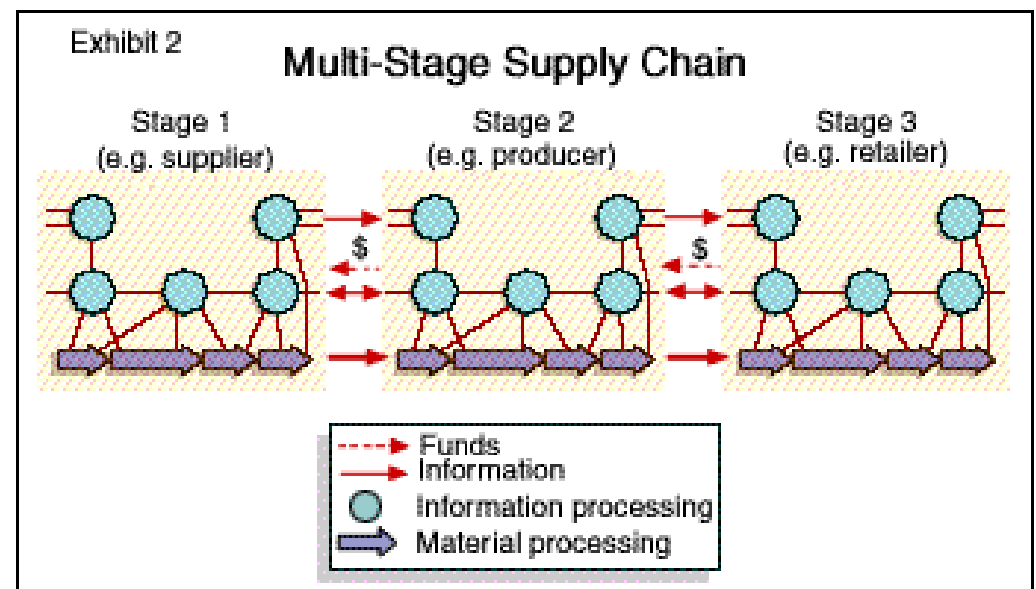 Exhibit 2
Multi-Stage Supply Chain
Stage 1
(e.g. supplier)
Stage 2
(e.g. producer)
Stage 3
(e.g. retailer)
$
$
Funds
Information
Information processing
Material processing